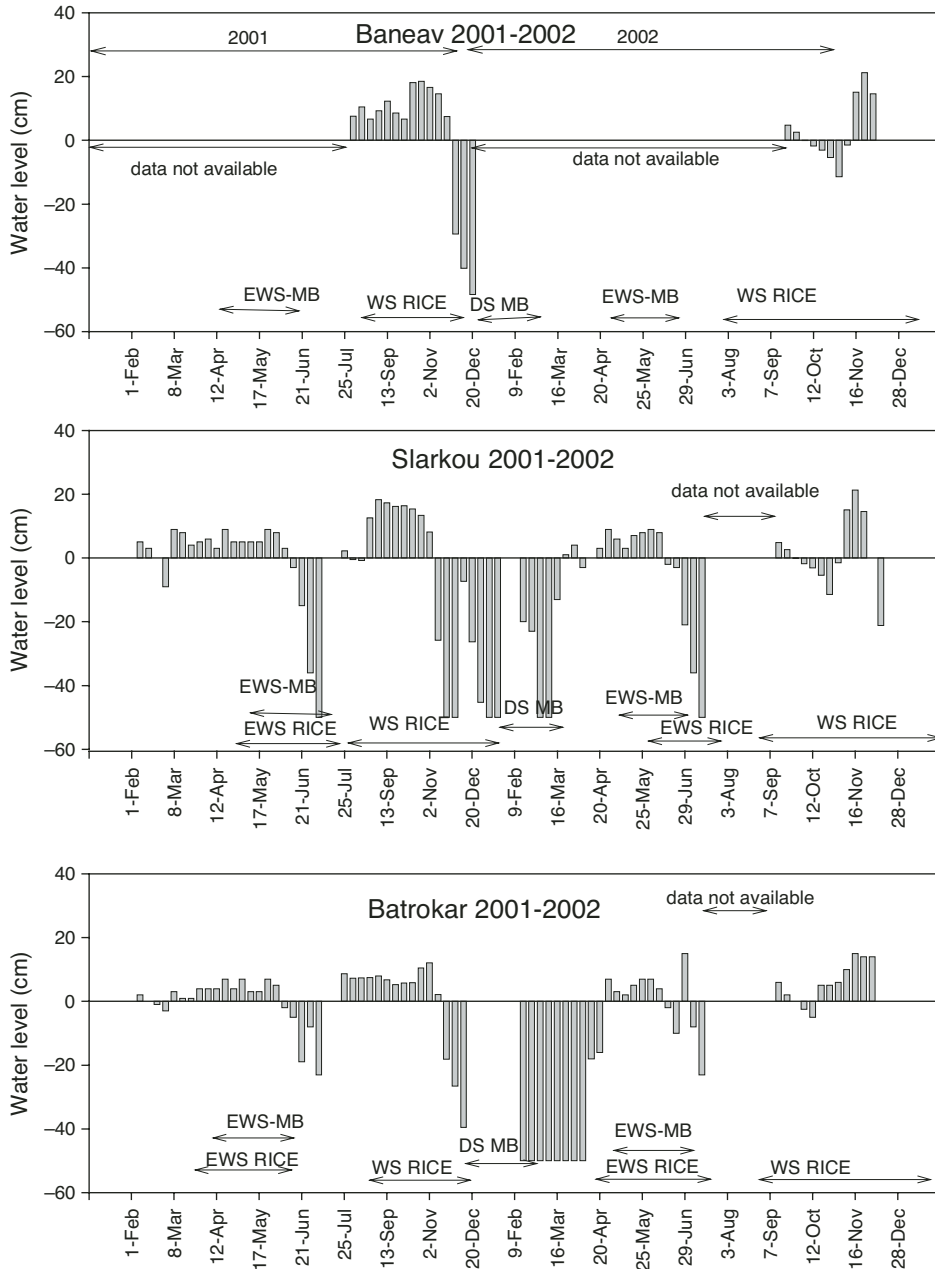 Baneav 2001-2002
2001
2002
Water level (cm)
40
20
0
–20
–40
–60
data not available
data not available
EWS-MB
WS RICE
DS MB
EWS-MB
WS RICE
1-Feb
8-Mar
12-Apr
17-May
21-Jun
25-Jul
13-Sep
2-Nov
20-Dec
9-Feb
16-Mar
20-Apr
25-May
29-Jun
3-Aug
7-Sep
12-Oct
16-Nov
28-Dec
Slarkou 2001-2002
data not available
Water level (cm)
40
20
0
–20
–40
–60
EWS-MB
EWS RICE
WS RICE
DS MB
EWS-MB
EWS RICE
WS RICE
1-Feb
8-Mar
12-Apr
17-May
21-Jun
25-Jul
13-Sep
2-Nov
20-Dec
9-Feb
16-Mar
20-Apr
25-May
29-Jun
3-Aug
7-Sep
12-Oct
16-Nov
28-Dec
Batrokar 2001-2002
data not available
Water level (cm)
40
20
0
–20
–40
–60
EWS-MB
EWS RICE
WS RICE
DS MB
EWS-MB
EWS RICE
WS RICE
1-Feb
8-Mar
12-Apr
17-May
21-Jun
25-Jul
13-Sep
2-Nov
20-Dec
9-Feb
16-Mar
20-Apr
25-May
29-Jun
3-Aug
7-Sep
12-Oct
16-Nov
28-Dec